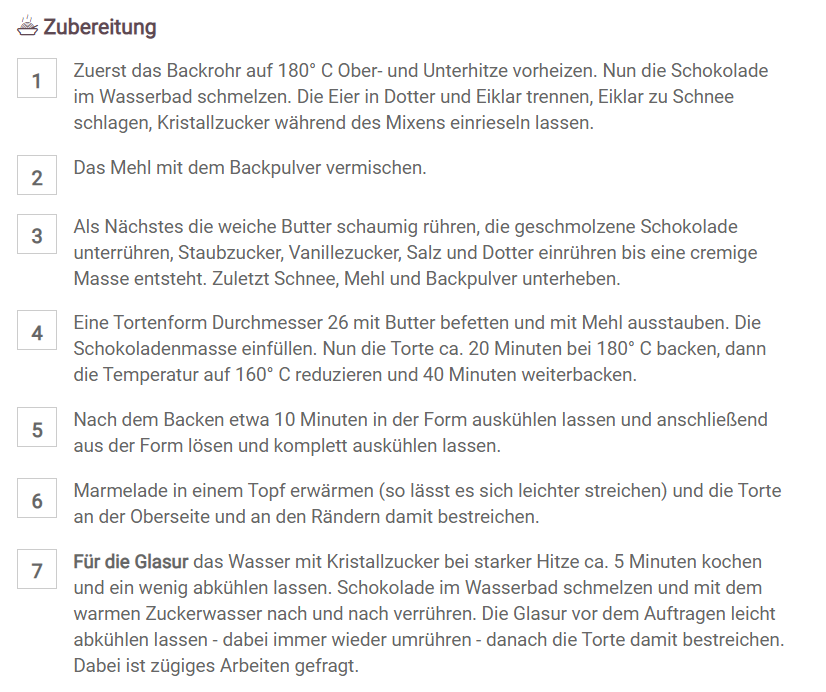 Zubereitung
1
Zuerst das Backrohr auf 180° C Ober- und Unterhitze vorheizen. Nun die Schokolade
im Wasserbad schmelzen. Die Eier in Dotter und Eiklar trennen, Eiklar zu Schnee
schlagen, Kristallzucker während des Mixens einrieseln lassen.
2
Das Mehl mit dem Backpulver vermischen.
3
Als Nächstes die weiche Butter schaumig rühren, die geschmolzene Schokolade
unterrühren, Staubzucker, Vanillezucker, Salz und Dotter einrühren bis eine cremige
Masse entsteht. Zuletzt Schnee, Mehl und Backpulver unterheben.
4
Eine Tortenform Durchmesser 26 mit Butter befetten und mit Mehl ausstauben. Die
Schokoladenmasse einfüllen. Nun die Torte ca. 20 Minuten bei 180° C backen, dann
die Temperatur auf 160° C reduzieren und 40 Minuten weiterbacken.
5
Nach dem Backen etwa 10 Minuten in der Form auskühlen lassen und anschließend
aus der Form lösen und komplett auskühlen lassen.
6
Marmelade in einem Topf erwärmen (so lässt es sich leichter streichen) und die Torte
an der Oberseite und an den Rändern damit bestreichen.
7
Für die Glasur das Wasser mit Kristallzucker bei starker Hitze ca. 5 Minuten kochen
und ein wenig abkühlen lassen. Schokolade im Wasserbad schmelzen und mit dem
warmen Zuckerwasser nach und nach verrühren. Die Glasur vor dem Auftragen leicht
abkühlen lassen - dabei immer wieder umrühren - danach die Torte damit bestreichen.
Dabei ist zügiges Arbeiten gefragt.